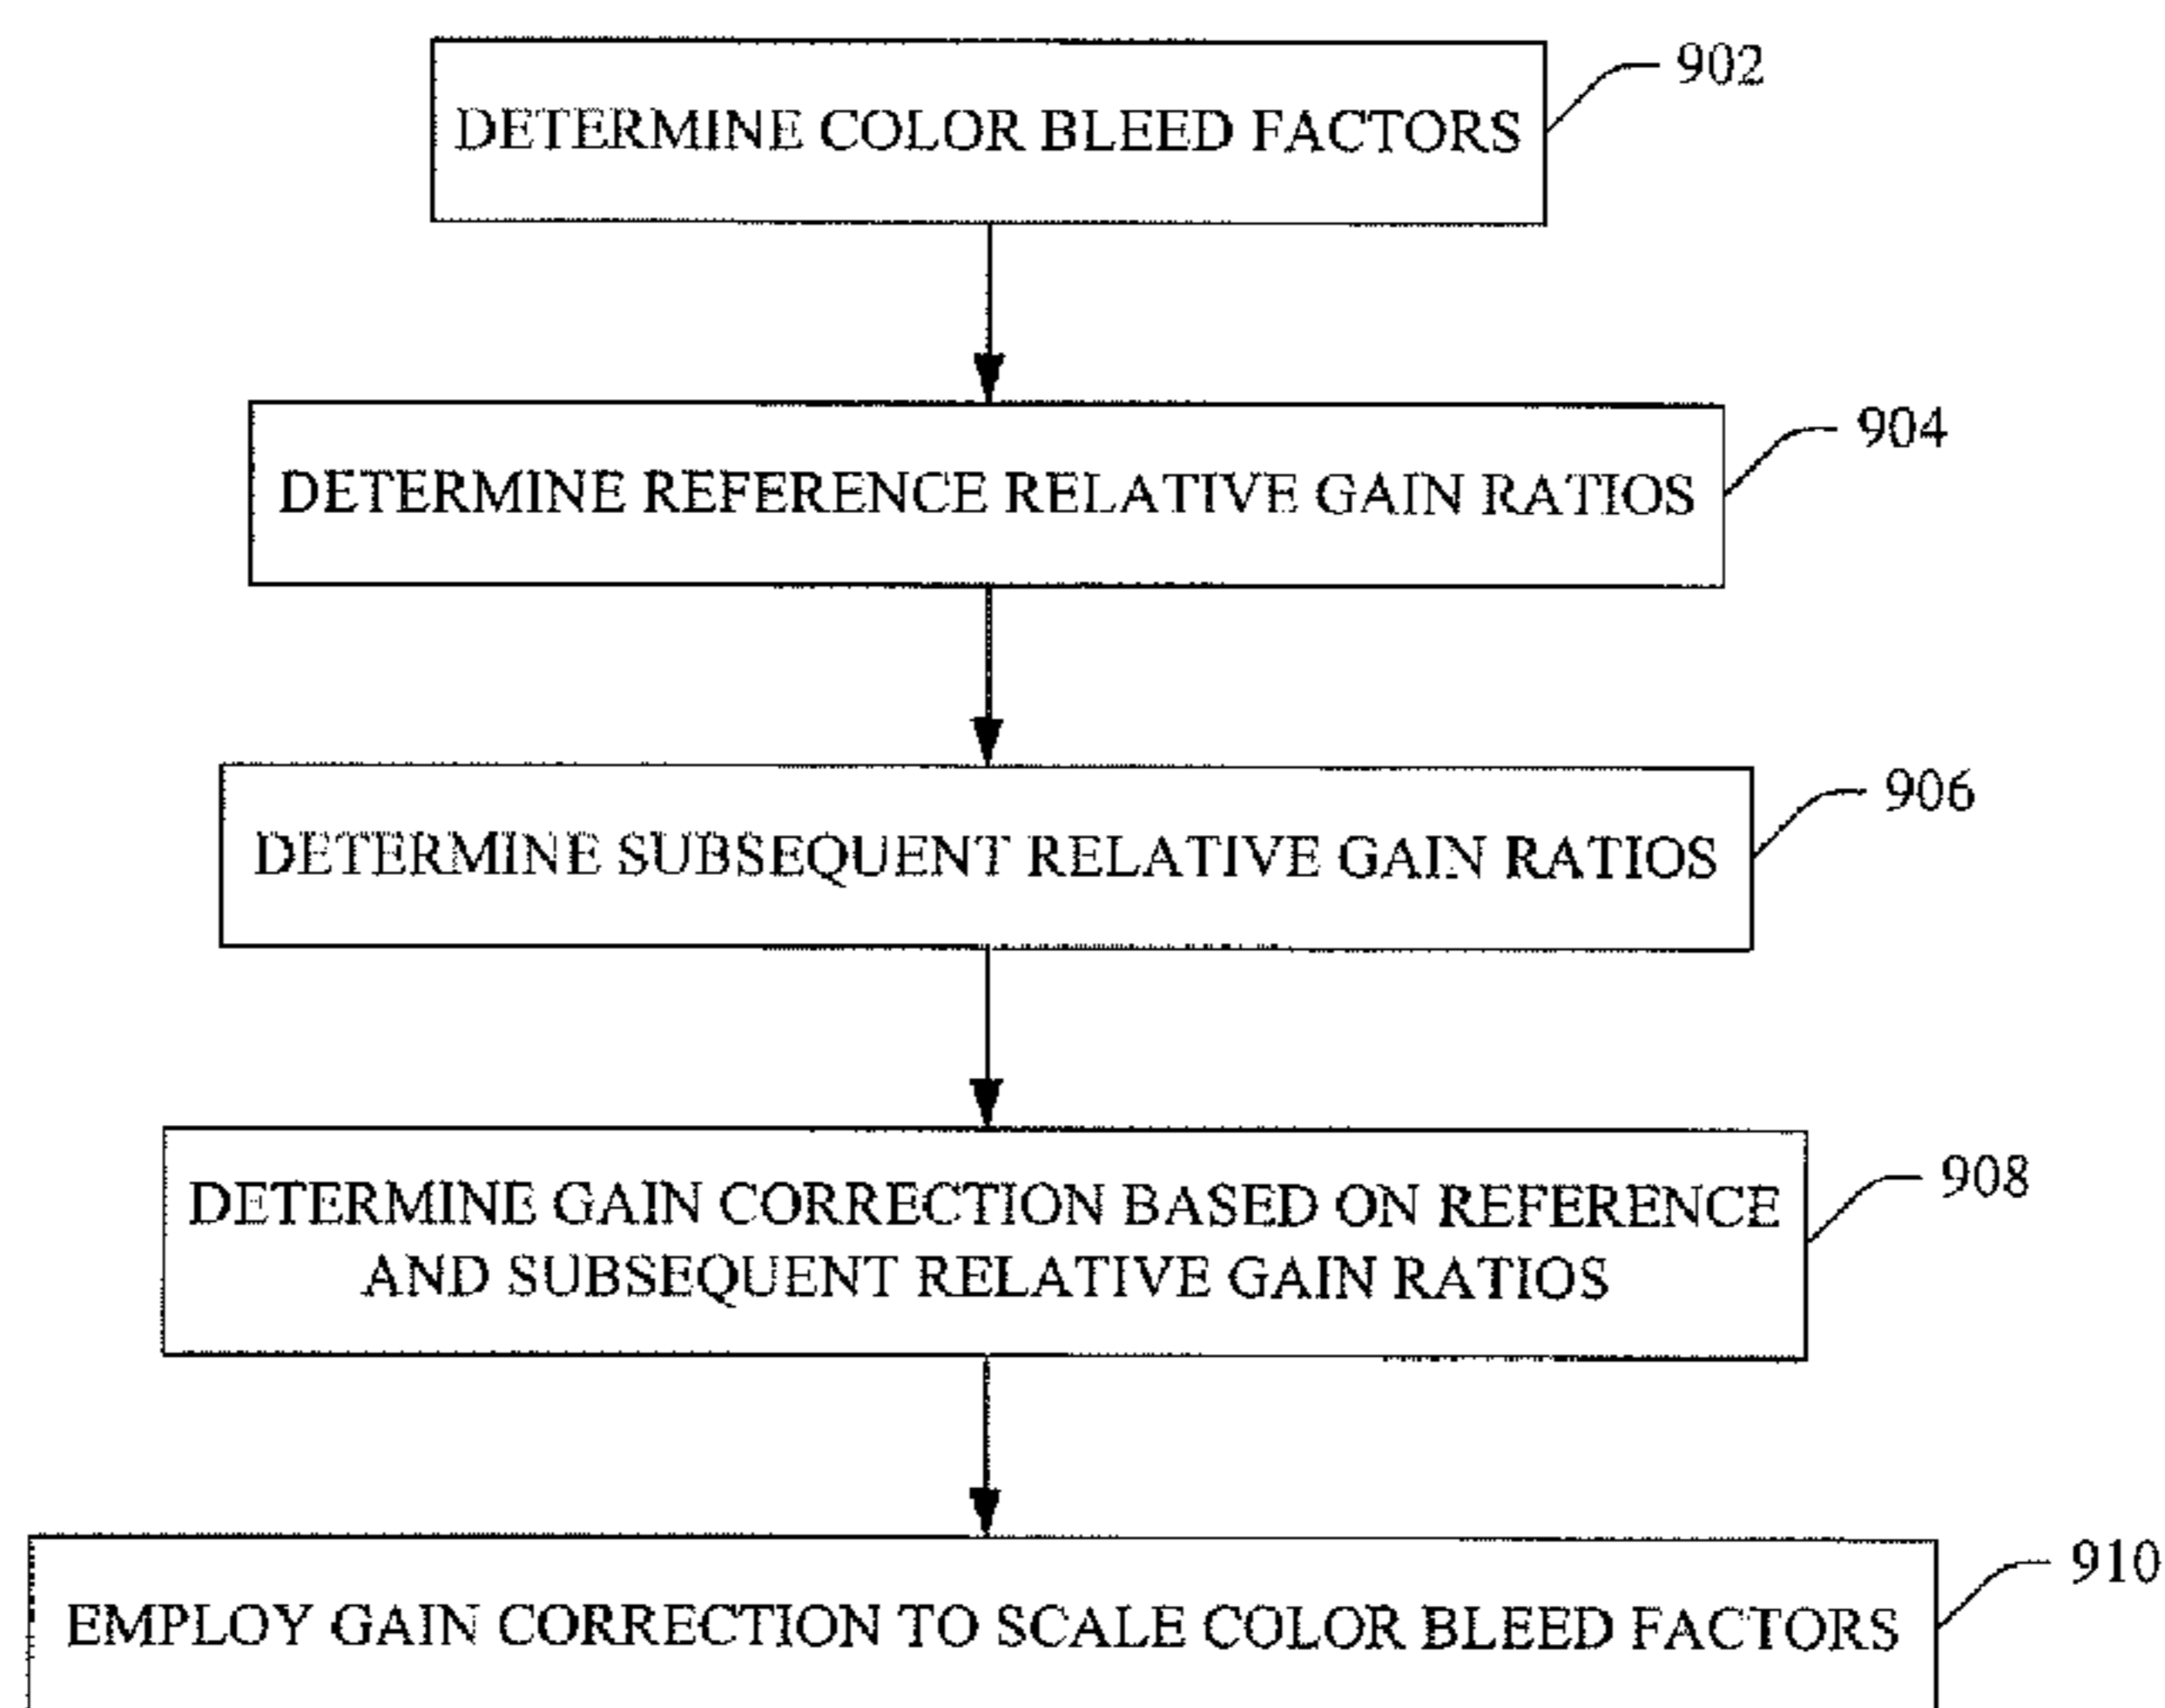 902
DETERMINE COLOR BLEED FACTORS
904
DETERMINE REFERENCE RELATIVE GAIN RATIOS
906
DETERMINE SUBSEQUENT RELATIVE GAIN RATIOS
908
DETERMINE GAIN CORRECTION BASED ON REFERENCE
AND SUBSEQUENT RELATIVE GAIN RATIOS
910
EMPLOY GAIN CORRECTION TO SCALE COLOR BLEED FACTORS